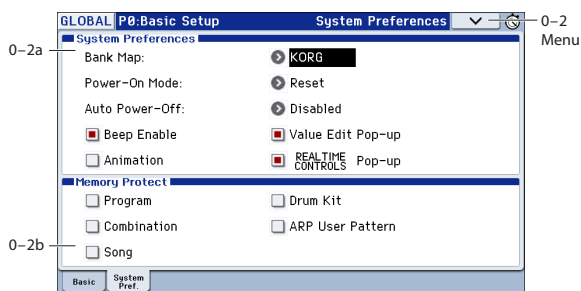 GLOBAL P0:Basic Setup System Preferences
0–2 Menu
0–2a
System Preferences
Bank Map: KORG
Power-On Mode: Reset
Auto Power-Off: Disabled
Beep Enable Value Edit Pop-up
Animation REALTIME CONTROLS Pop-up
Memory Protect
Program Drum Kit
Combination ARP User Pattern
0–2b
Song
Basic System Pref.